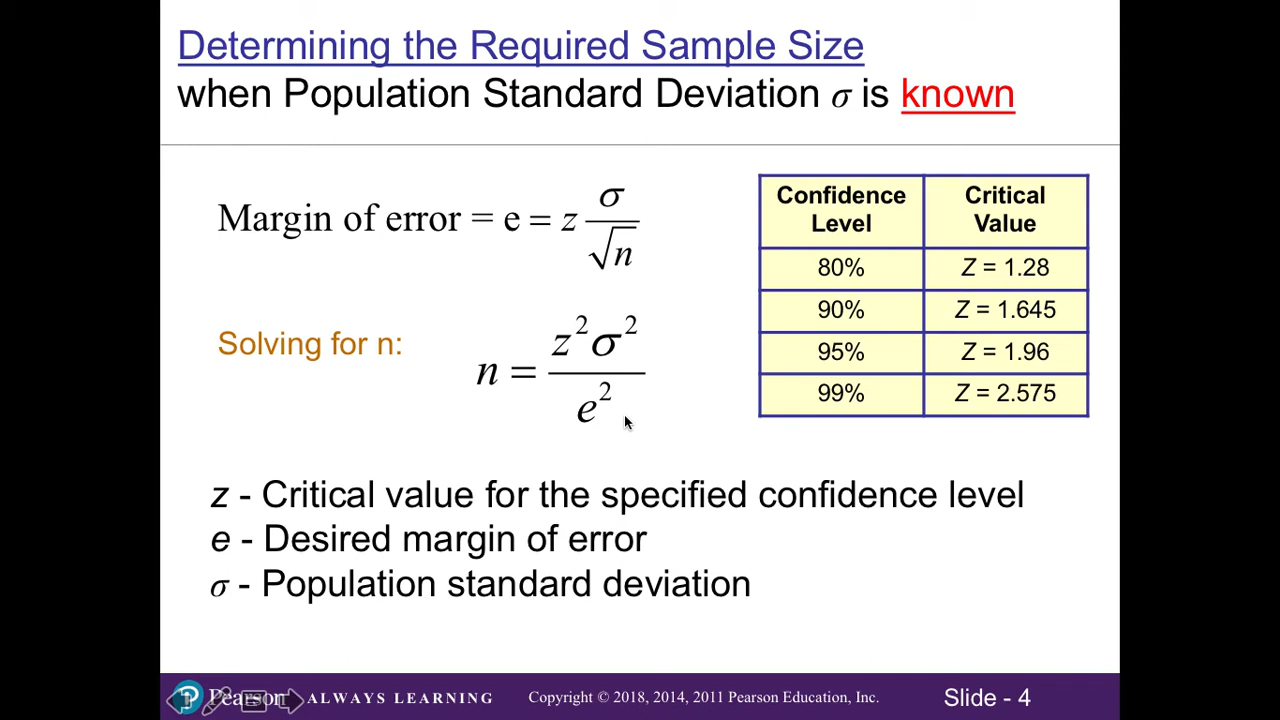 Determining the Required Sample Size
when Population Standard Deviation σ is known
Margin of error = e = z σ/√n
Confidence Level | Critical Value
80% | Z = 1.28
90% | Z = 1.645
95% | Z = 1.96
99% | Z = 2.575
Solving for n: n = z²σ²/e²
z - Critical value for the specified confidence level
e - Desired margin of error
σ - Population standard deviation
Pearson ALWAYS LEARNING Copyright © 2018, 2014, 2011 Pearson Education, Inc. Slide - 4